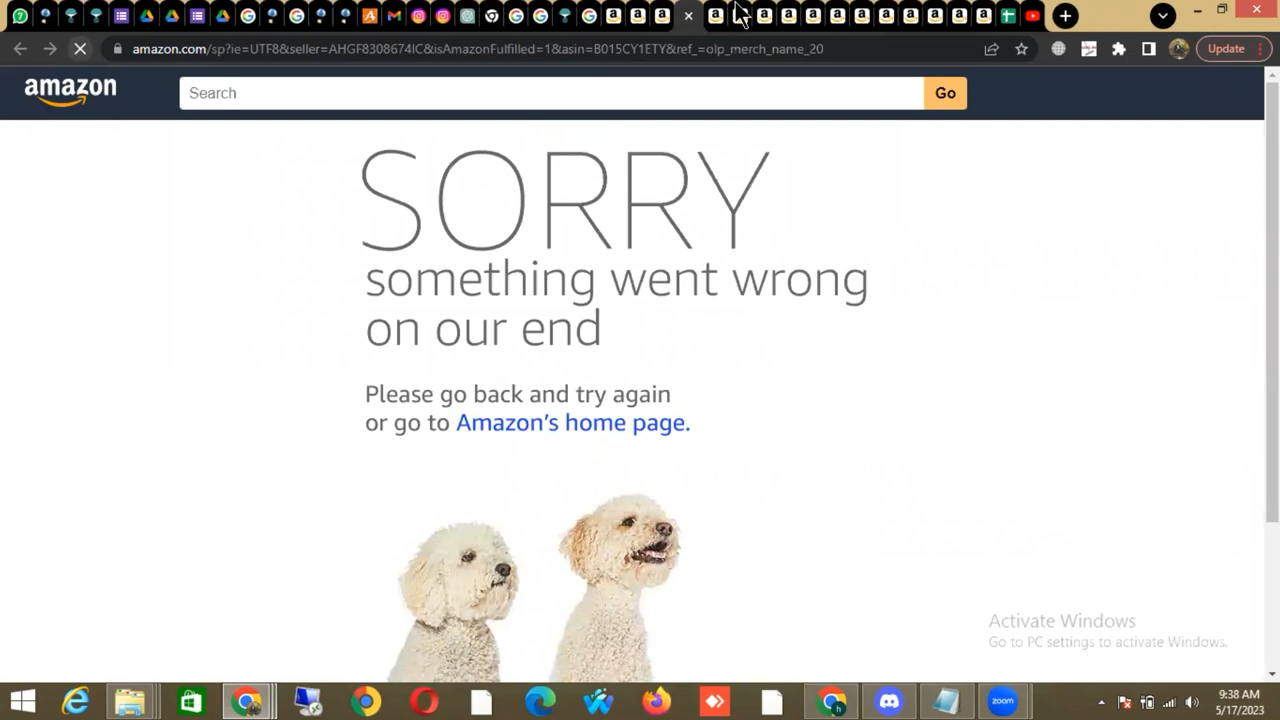 amazon.com/sp?ie=UTF8&seller=AHGF8308674IC&isAmazonFulfilled=1&asin=B015CY1ETY&ref_=olp_merch_name_20
Update
amazon
Search
Go
SORRY
something went wrong
on our end
Please go back and try again
or go to Amazon's home page.
Activate Windows
Go to PC settings to activate Windows.
zoom
9:38 AM
5/17/2023